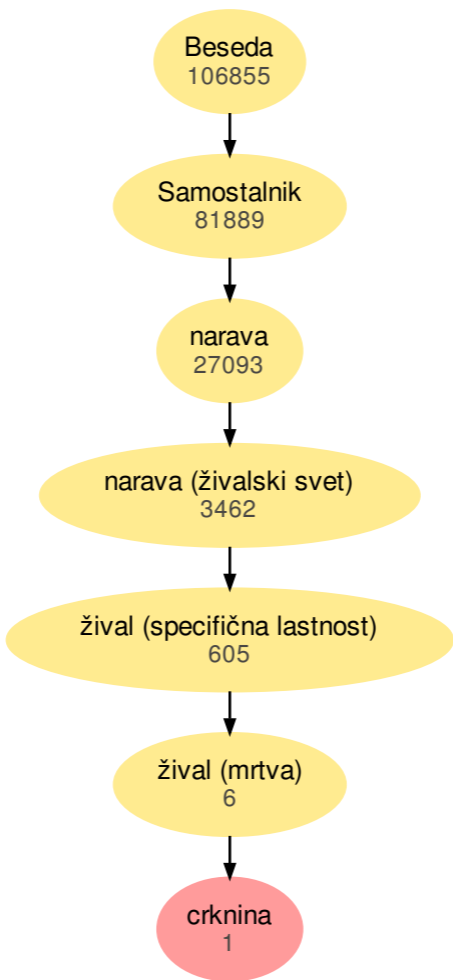 Beseda
106855
Samostalnik
81889
narava
27093
narava (živalski svet)
3462
žival (specifična lastnost)
605
žival (mrtva)
6
crknina
1